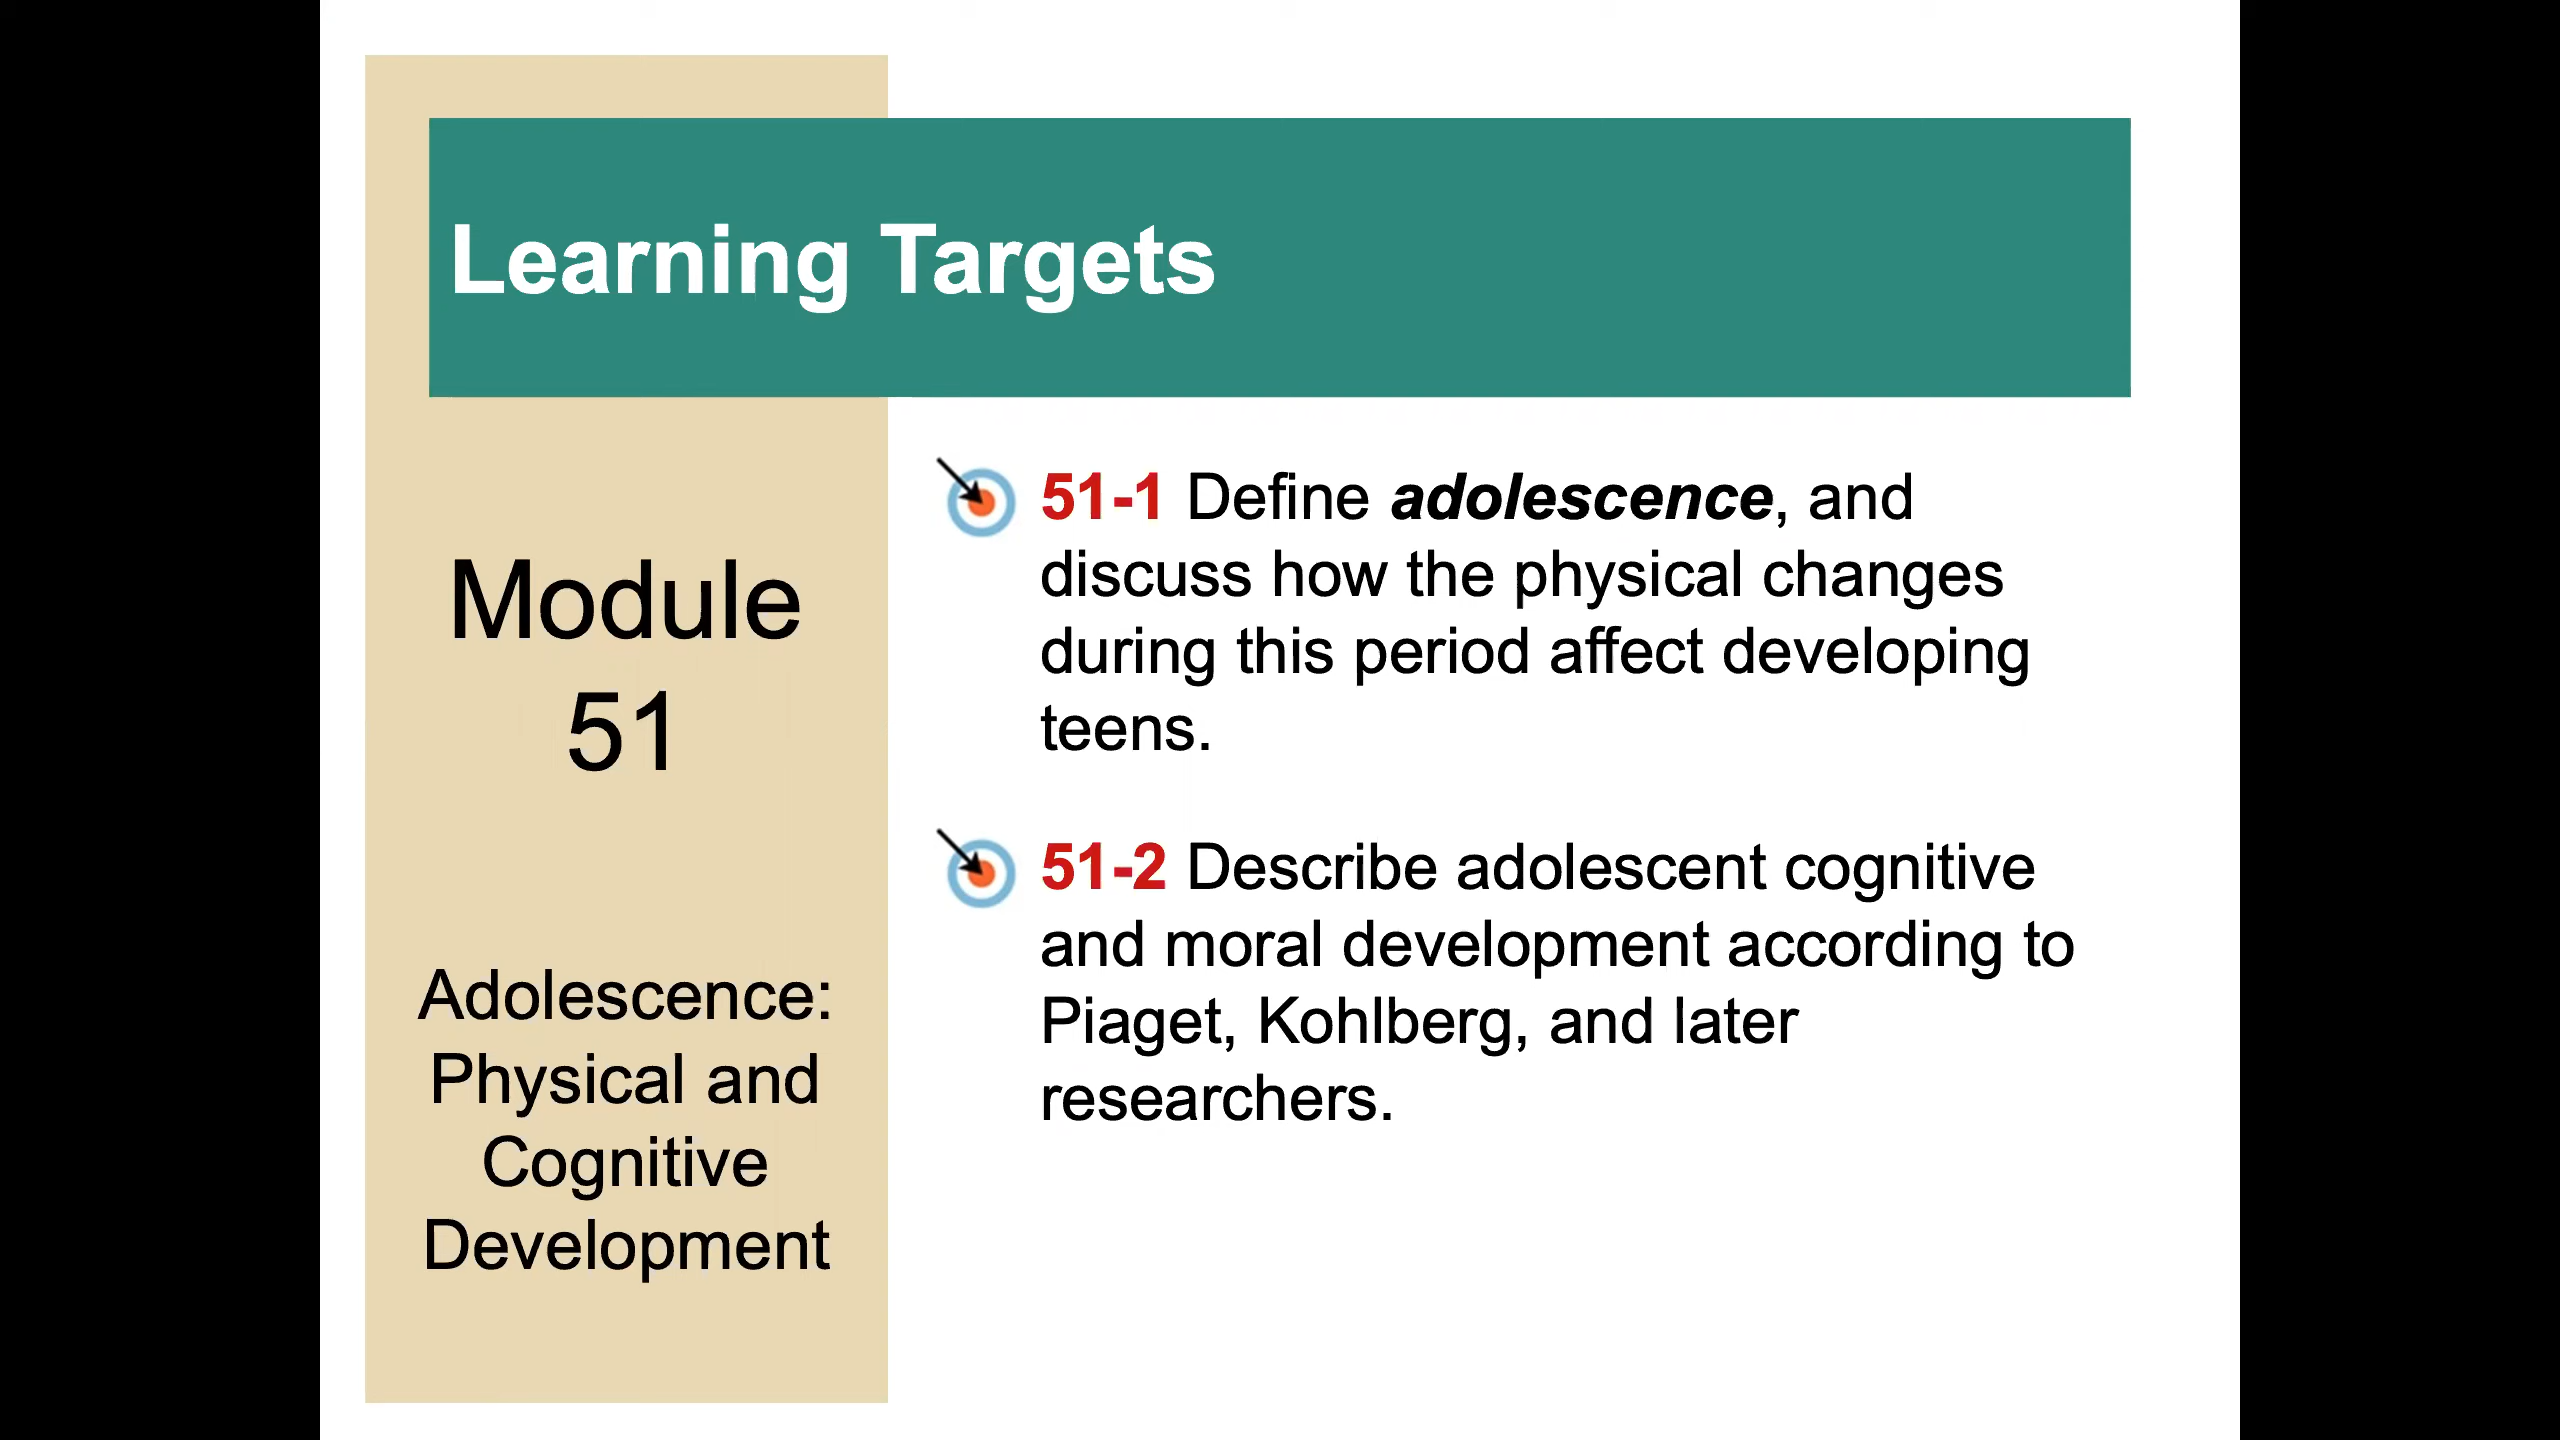 Learning Targets
Module
51
Adolescence:
Physical and
Cognitive
Development
51-1 Define adolescence, and
discuss how the physical changes
during this period affect developing
teens.
51-2 Describe adolescent cognitive
and moral development according to
Piaget, Kohlberg, and later
researchers.